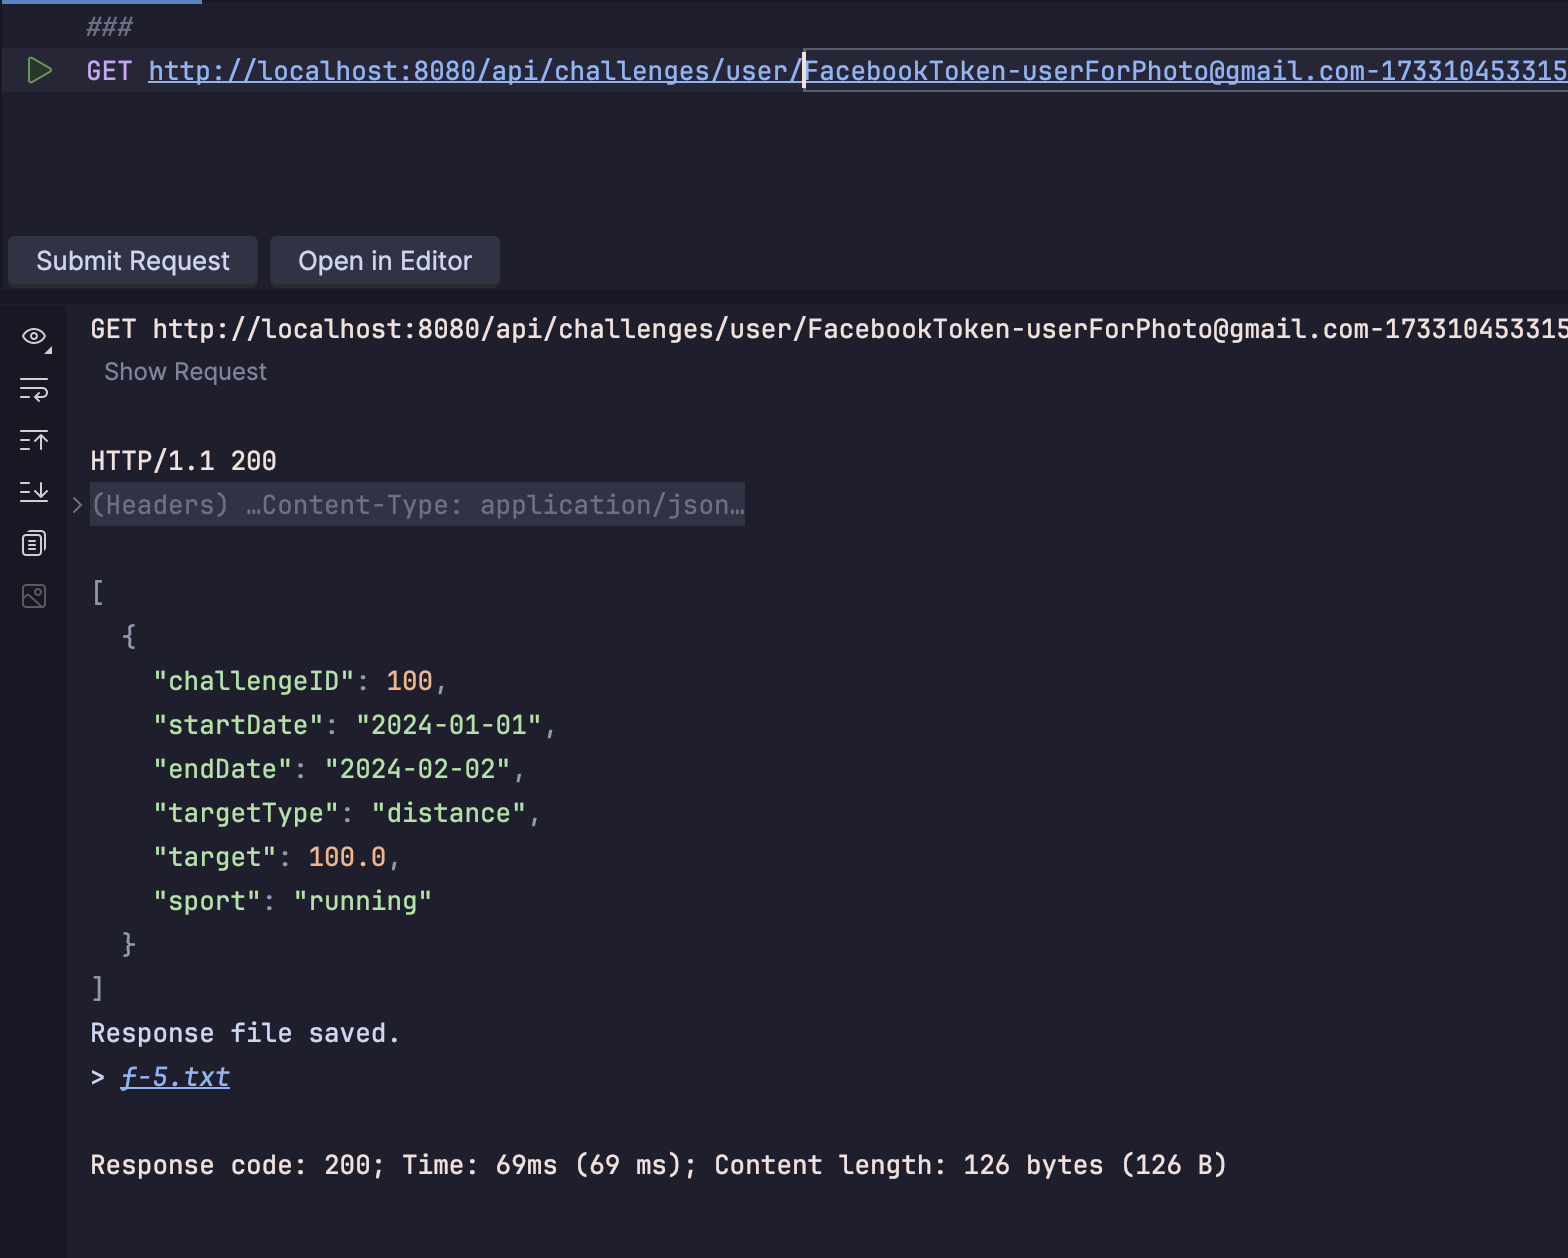 ###
GET http://localhost:8080/api/challenges/user/FacebookToken-userForPhoto@gmail.com-173310453315
Submit Request
Open in Editor
GET http://localhost:8080/api/challenges/user/FacebookToken-userForPhoto@gmail.com-173310453315
Show Request
HTTP/1.1 200
(Headers) …Content-Type: application/json…
[
{
"challengeID": 100,
"startDate": "2024-01-01",
"endDate": "2024-02-02",
"targetType": "distance",
"target": 100.0,
"sport": "running"
}
]
Response file saved.
> f-5.txt
Response code: 200; Time: 69ms (69 ms); Content length: 126 bytes (126 B)